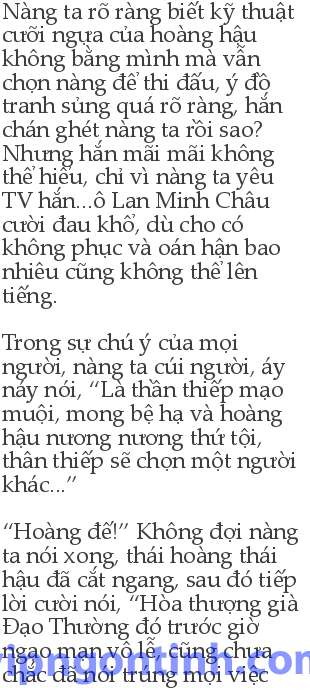 Nàng ta rõ ràng biết kỹ thuật
cưỡi ngựa của hoàng hậu
không bằng mình mà vẫn
chọn nàng để thi đấu, ý đồ
tranh sủng quá rõ ràng, hắn
chán ghét nàng ta rồi sao?
Nhưng hắn mãi mãi không
thể hiểu, chỉ vì nàng ta yêu
TV hắn...ô Lan Minh Châu
cười đau khổ, dù cho có
không phục và oán hận bao
nhiêu cũng không thể lên
tiếng.
Trong sự chú ý của mọi
người, nàng ta cúi người, áy
náy nói, “Là thần thiếp mạo
muội, mong bệ hạ và hoàng
hậu nương nương thứ tội,
thân thiếp sẽ chọn một người
khác...”
“Hoàng đế!” Không đợi nàng
ta nói xong, thái hoàng thái
hậu đã cắt ngang, sau đó tiếp
lời cười nói, “Hòa thượng già
Đạo Thường đó trước giờ
ngạo mạn vô lễ, cũng chưa
chắc đã nói trúng mọi việc
vipngontinh.com